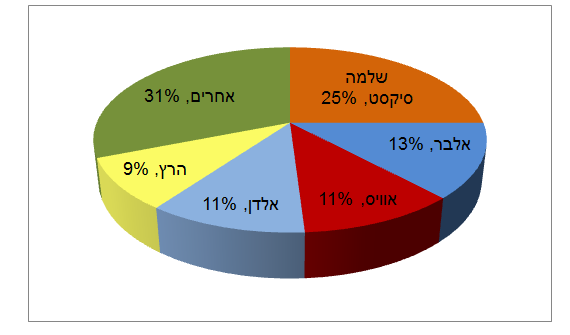 שלמה
סיקסט, 25%
אלבר, 13%
אוויס, 11%
אלדן, 11%
הרץ, 9%
אחרים, 31%